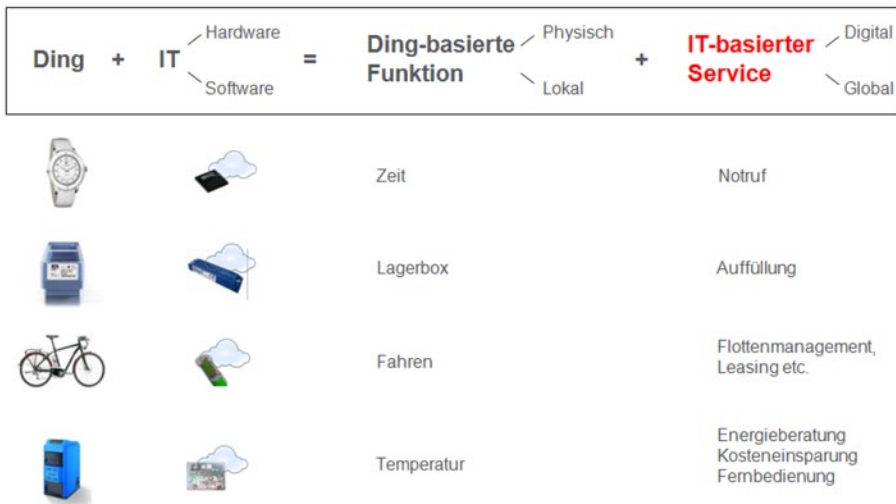 Ding + IT Hardware Software = Ding-basierte Funktion Physisch Lokal + IT-basierter Service Digital Global
Zeit Notruf
Lagerbox Auffüllung
Fahren Flottenmanagement,
Leasing etc.
Temperatur Energieberatung
Kosteneinsparung
Fernbedienung